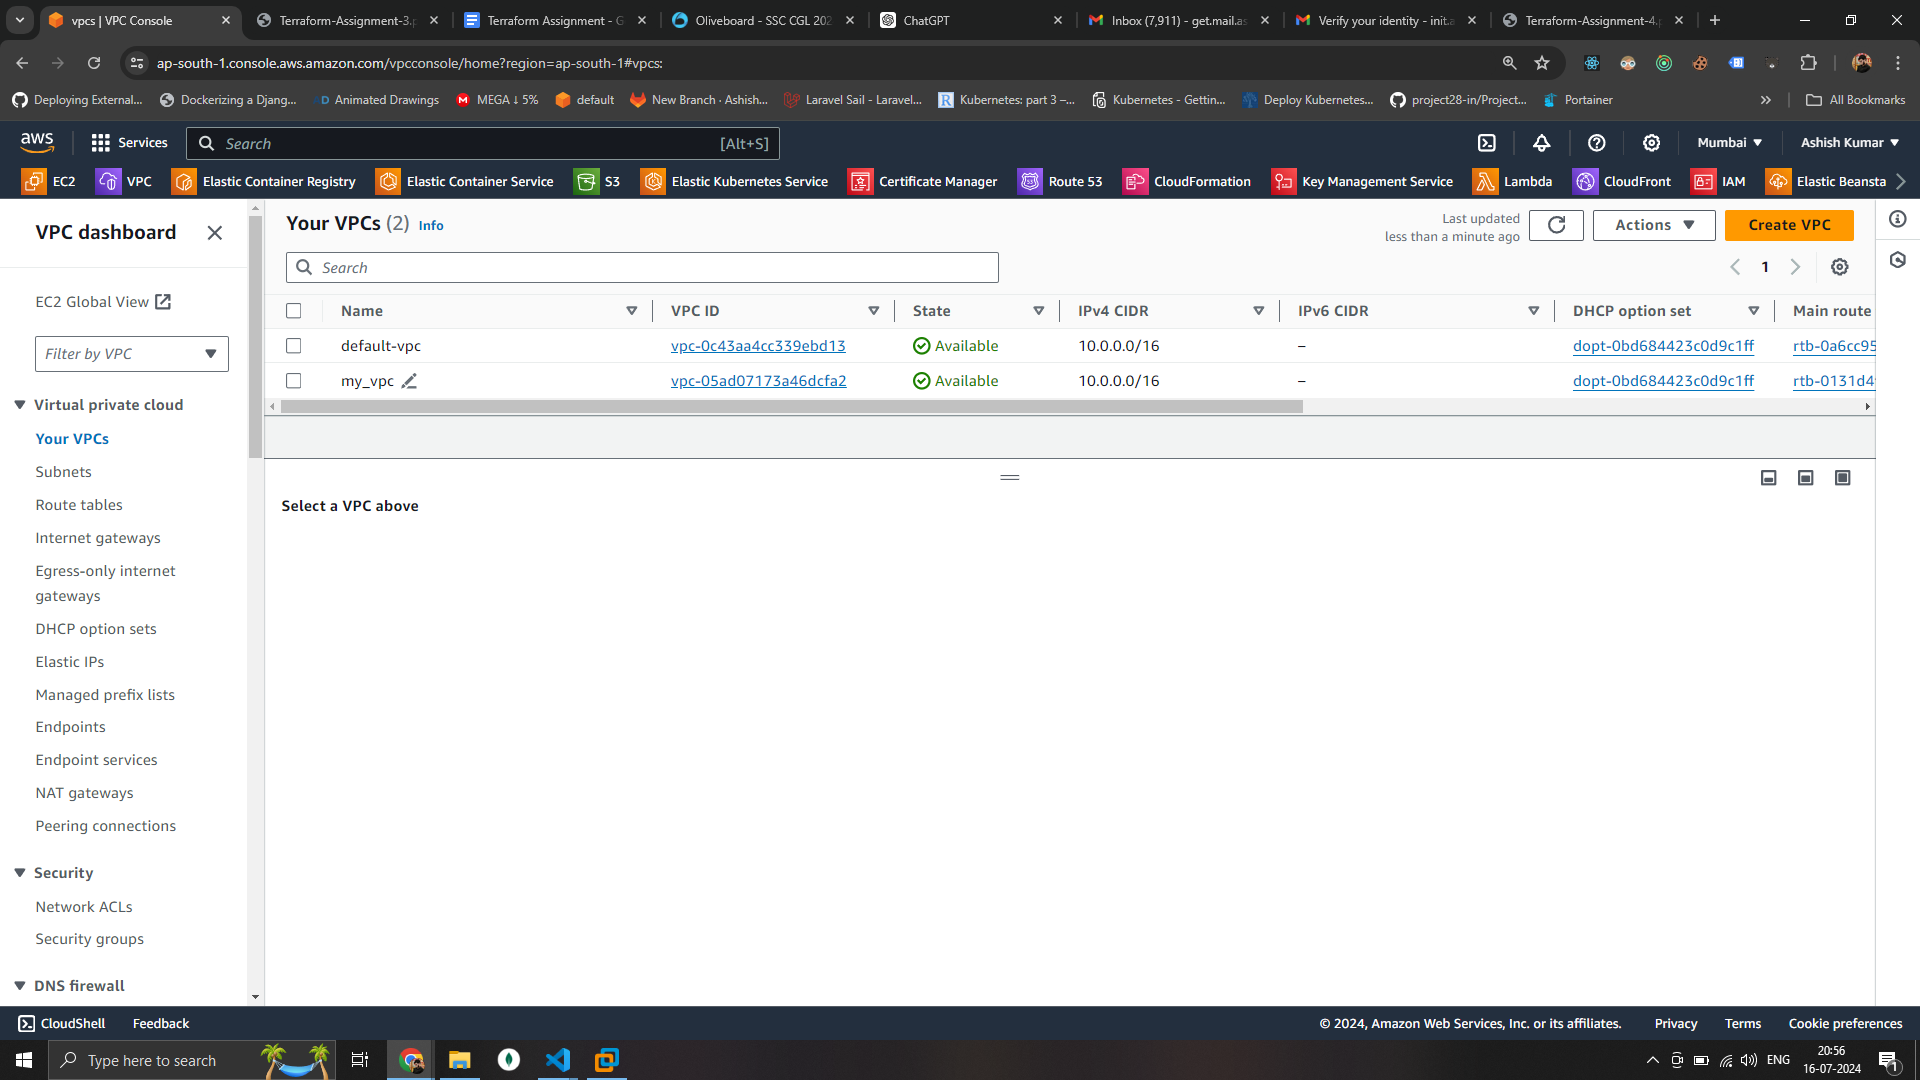 vpcs | VPC Console
Terraform-Assignment-3.p
Terraform Assignment - G
Oliveboard - SSC CGL 202
ChatGPT
Inbox (7,911) - get.mail.as
Verify your identity - init.a
Terraform-Assignment-4.p
ap-south-1.console.aws.amazon.com/vpcconsole/home?region=ap-south-1#vpcs:
Deploying External...
Dockerizing a Djang...
Animated Drawings
MEGA ↓ 5%
default
New Branch · Ashish...
Laravel Sail - Laravel...
Kubernetes: part 3 –...
Kubernetes - Gettin...
Deploy Kubernetes...
project28-in/Project...
Portainer
All Bookmarks
aws
Services
Search
[Alt+S]
Mumbai
Ashish Kumar
EC2
VPC
Elastic Container Registry
Elastic Container Service
S3
Elastic Kubernetes Service
Certificate Manager
Route 53
CloudFormation
Key Management Service
Lambda
CloudFront
IAM
Elastic Beansta
VPC dashboard
EC2 Global View
Filter by VPC
Virtual private cloud
Your VPCs
Subnets
Route tables
Internet gateways
Egress-only internet
gateways
DHCP option sets
Elastic IPs
Managed prefix lists
Endpoints
Endpoint services
NAT gateways
Peering connections
Security
Network ACLs
Security groups
DNS firewall
Your VPCs (2) Info
Last updated
less than a minute ago
Actions
Create VPC
Search
1
Name VPC ID State IPv4 CIDR IPv6 CIDR DHCP option set Main route
default-vpc vpc-0c43aa4cc339ebd13 Available 10.0.0.0/16 – dopt-0bd684423c0d9c1ff rtb-0a6cc95
my_vpc vpc-05ad07173a46dcfa2 Available 10.0.0.0/16 – dopt-0bd684423c0d9c1ff rtb-0131d4
Select a VPC above
CloudShell
Feedback
© 2024, Amazon Web Services, Inc. or its affiliates.
Privacy
Terms
Cookie preferences
Type here to search
ENG
20:56
16-07-2024
1